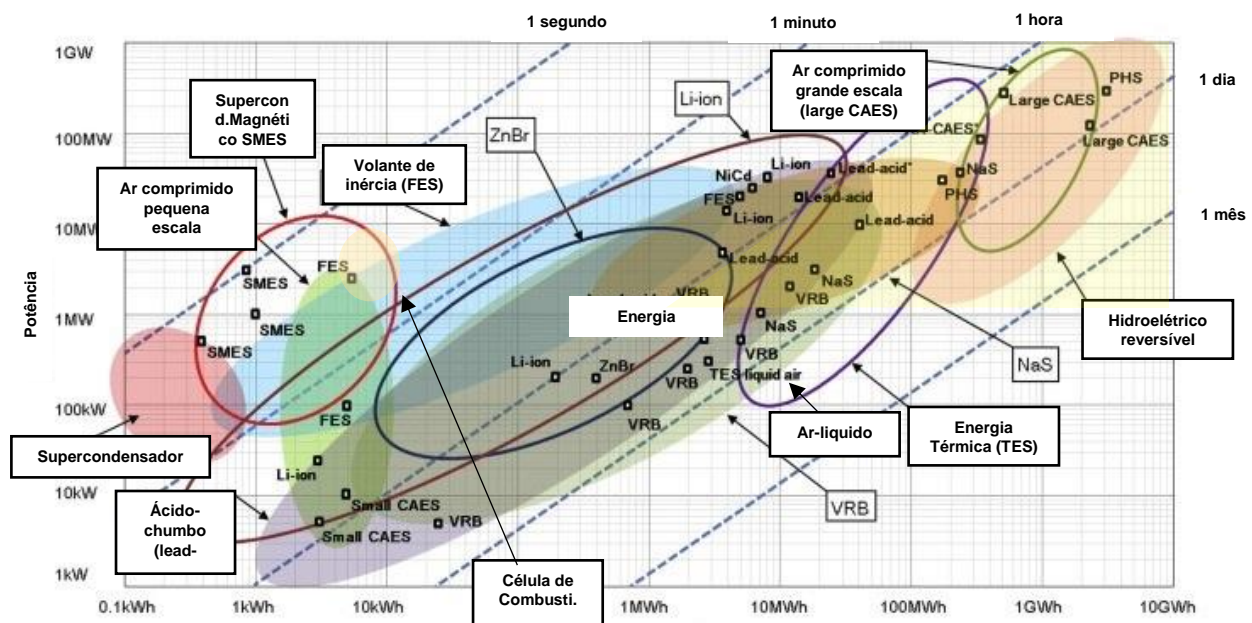 1 segundo
1 minuto
1 hora
1 dia
1 mês
1GW
100MW
10MW
1MW
100kW
10kW
1kW
Potência
Supercon
d.Magnéti
co SMES
Ar comprimido
pequena
escala
Volante de
inércia (FES)
ZnBr
Li-ion
Ar comprimido
grande escala
(large CAES)
PHS
Large CAES
CAES
Large CAES
Li-ion
Lead-acid*
NaS
NiCd
PHS
FES
Lead-acid
Li-ion
Lead-acid
FES
SMES
Lead-acid
NaS
VRB
VRB
SMES
Energia
NaS
Hidroelétrico
reversível
SMES
VRB
NaS
Li-ion
ZnBr
VRB
TES liquid air
FES
VRB
Ar-liquido
Energia
Térmica (TES)
Supercondensador
Li-ion
Small CAES
VRB
VRB
Small CAES
Ácido-
chumbo
(lead-
Célula de
Combusti.
0.1kWh
1kWh
10kWh
1MWh
10MWh
100MWh
1GWh
10GWh